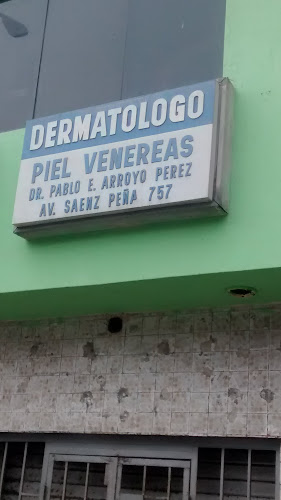 DERMATOLOGO
PIEL VENEREAS
DR. PABLO E. ARROYO PEREZ
AV. SAENZ PEÑA 757